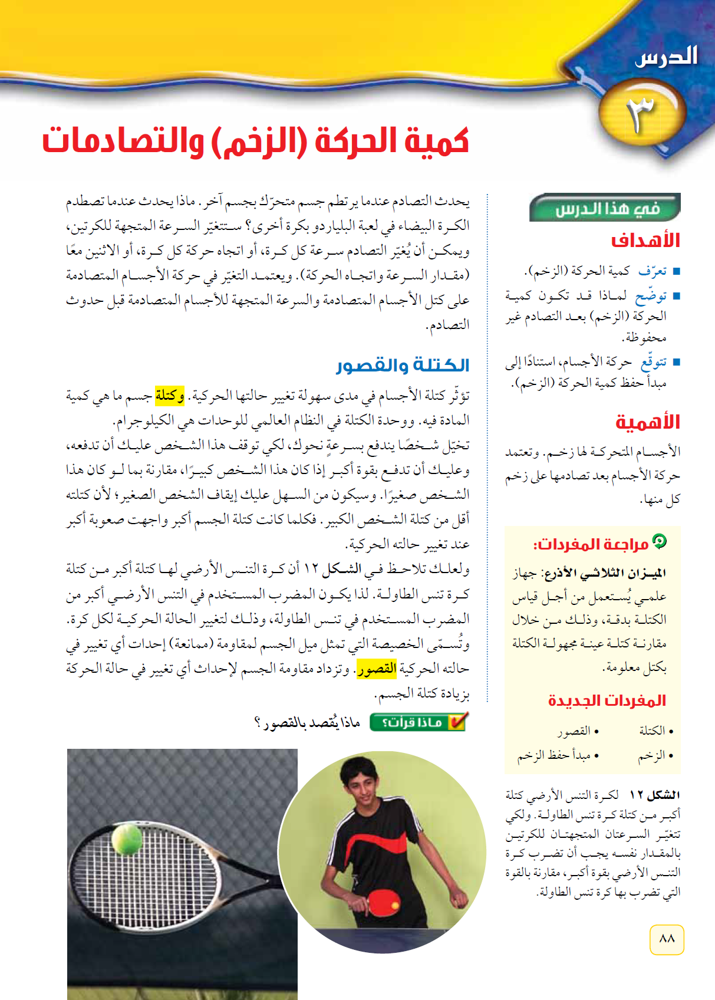 الدرس
٣
كمية الحركة (الزخم) والتصادمات
في هذا الدرس
الأهداف
■ تعرّف كمية الحركة (الزخم).
■ توضّح لماذا قد تكون كمية
الحركة (الزخم) بعد التصادم غير
محفوظة.
■ تتوقّع حركة الأجسام، استنادًا إلى
مبدأ حفظ كمية الحركة (الزخم).
الأهمية
الأجسام المتحركة لها زخم. وتعتمد
حركة الأجسام بعد تصادمها على زخم
كل منها.
مراجعة المفردات:
الميزان الثلاثي الأذرع: جهاز
علمي يُستعمل من أجل قياس
الكتلة بدقة، وذلك من خلال
مقارنة كتلة عينة مجهولة الكتلة
بكتل معلومة.
المفردات الجديدة
• الكتلة • القصور
• الزخم • مبدأ حفظ الزخم
الشكل ١٢ لكرة التنس الأرضي كتلة
أكبر من كتلة كرة تنس الطاولة. ولكي
تتغيّر السرعتان المتجهتان للكرتين
بالمقدار نفسه يجب أن تضرب كرة
التنس الأرضي بقوة أكبر، مقارنة بالقوة
التي تضرب بها كرة تنس الطاولة.
يحدث التصادم عندما يرتطم جسم متحرّك بجسم آخر. ماذا يحدث عندما تصطدم
الكرة البيضاء في لعبة البلياردو بكرة أخرى؟ ستتغيّر السرعة المتجهة للكرتين،
ويمكن أن يُغيّر التصادم سرعة كل كرة، أو اتجاه حركة كل كرة، أو الاثنين معًا
(مقدار السرعة واتجاه الحركة). ويعتمد التغيّر في حركة الأجسام المتصادمة
على كتل الأجسام المتصادمة والسرعة المتجهة للأجسام المتصادمة قبل حدوث
التصادم.
الكتلة والقصور
تؤثّر كتلة الأجسام في مدى سهولة تغيير حالتها الحركية. وكتلة جسم ما هي كمية
المادة فيه. ووحدة الكتلة في النظام العالمي للوحدات هي الكيلوجرام.
تخيّل شخصًا يندفع بسرعةٍ نحوك، لكي توقف هذا الشخص عليك أن تدفعه،
وعليك أن تدفع بقوة أكبر إذا كان هذا الشخص كبيرًا، مقارنة بما لو كان هذا
الشخص صغيرًا. وسيكون من السهل عليك إيقاف الشخص الصغير؛ لأن كتلته
أقل من كتلة الشخص الكبير. فكلما كانت كتلة الجسم أكبر واجهت صعوبة أكبر
عند تغيير حالته الحركية.
ولعلك تلاحظ في الشكل ١٢ أن كرة التنس الأرضي لها كتلة أكبر من كتلة
كرة تنس الطاولة. لذا يكون المضرب المستخدم في التنس الأرضي أكبر من
المضرب المستخدم في تنس الطاولة، وذلك لتغيير الحالة الحركية لكل كرة.
وتُسمّى الخصيصة التي تمثل ميل الجسم لمقاومة (ممانعة) إحداث أي تغيير في
حالته الحركية القصور. وتزداد مقاومة الجسم لإحداث أي تغيير في حالة الحركة
بزيادة كتلة الجسم.
ماذا قرأت؟ ماذا يُقصد بالقصور؟
٨٨